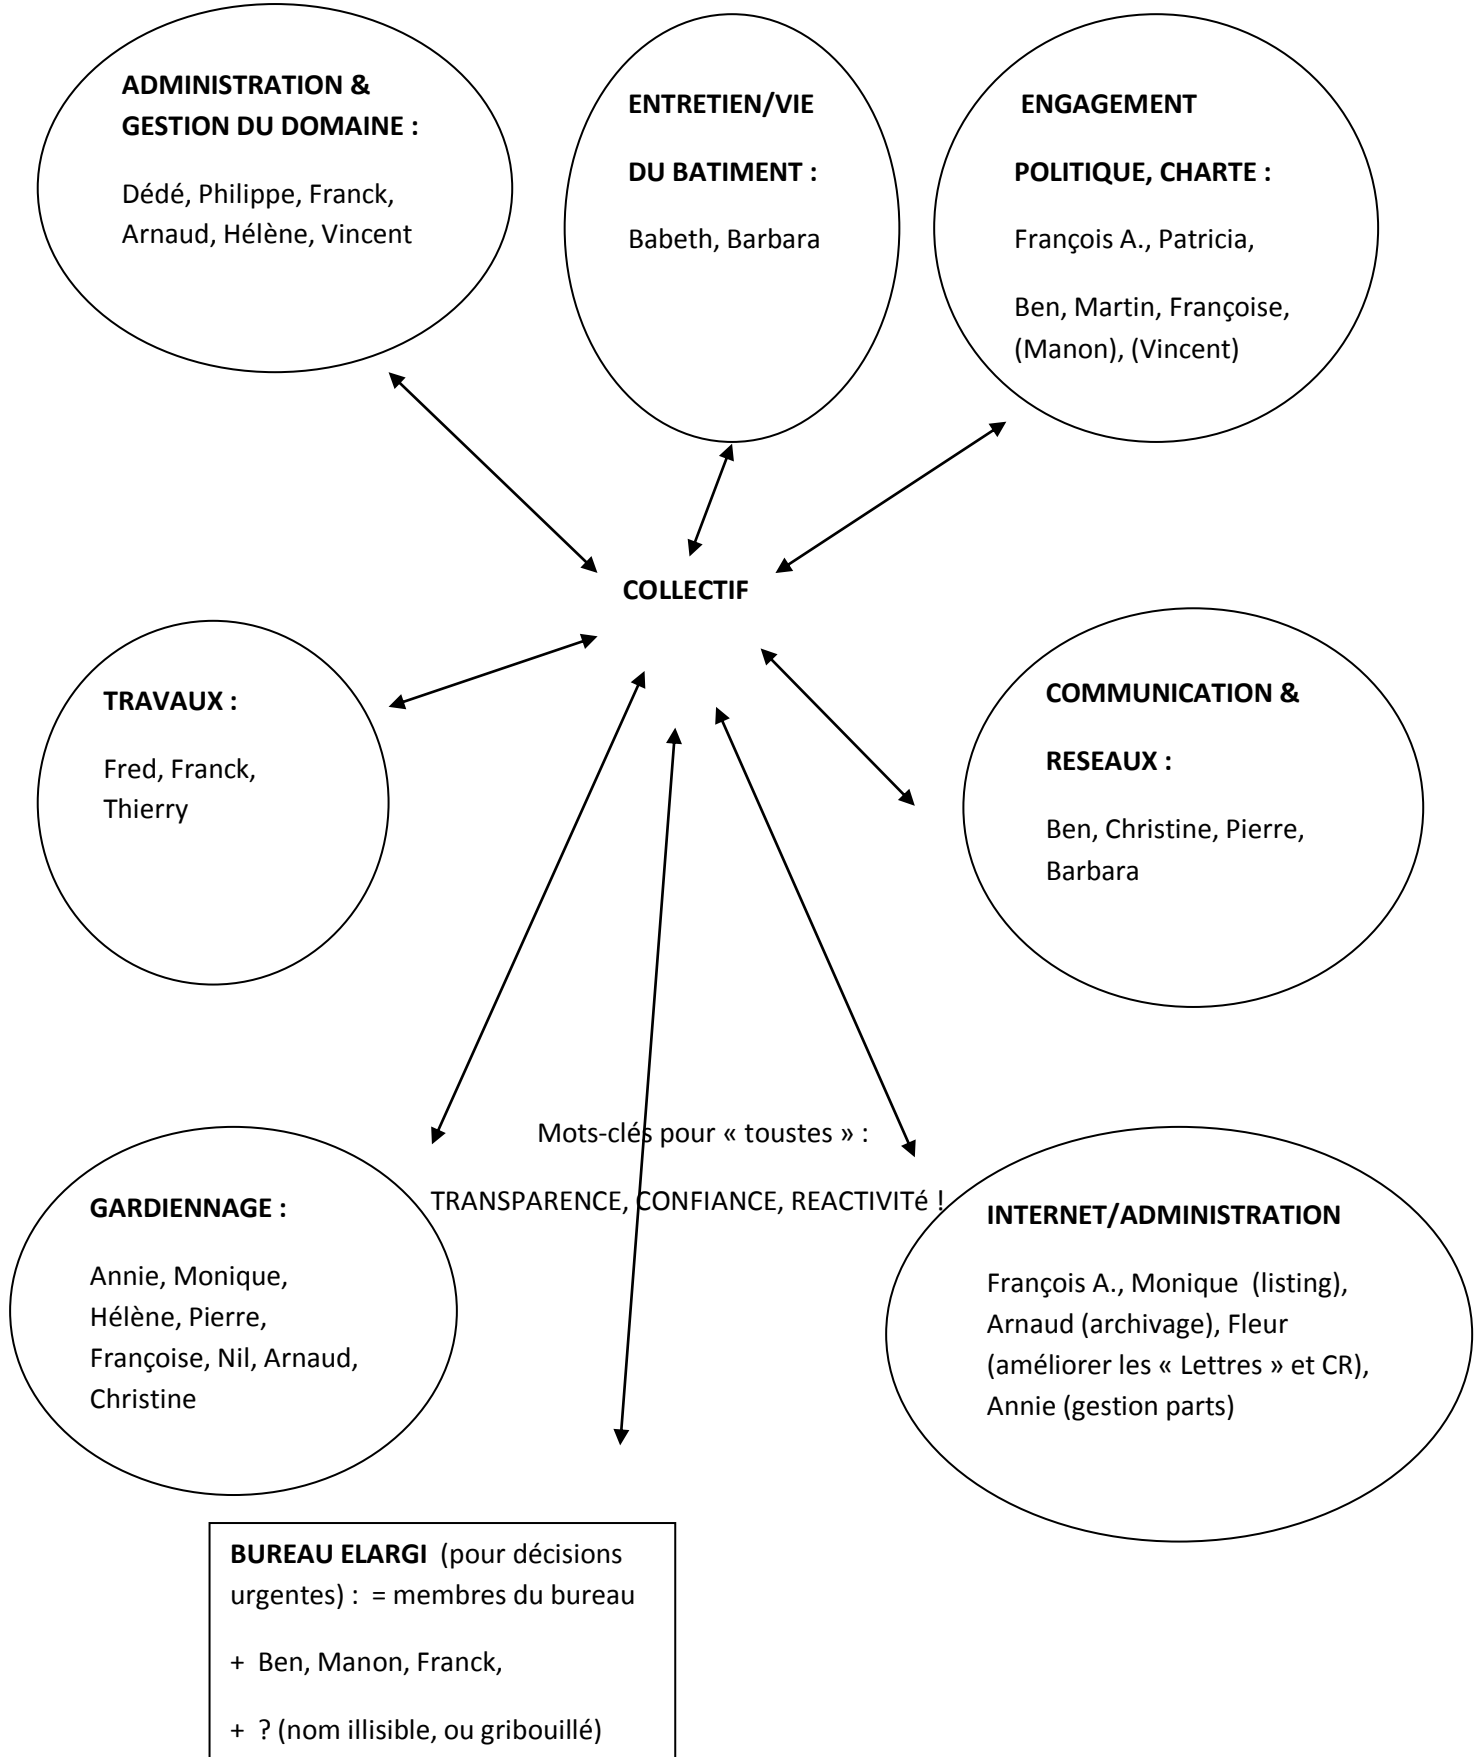 ADMINISTRATION &
GESTION DU DOMAINE :
Dédé, Philippe, Franck,
Arnaud, Hélène, Vincent
ENTRETIEN/VIE
DU BATIMENT :
Babeth, Barbara
ENGAGEMENT
POLITIQUE, CHARTE :
François A., Patricia,
Ben, Martin, Françoise,
(Manon), (Vincent)
COLLECTIF
TRAVAUX :
Fred, Franck,
Thierry
COMMUNICATION &
RESEAUX :
Ben, Christine, Pierre,
Barbara
Mots-clés pour « toustes » :
TRANSPARENCE, CONFIANCE, REACTIVITé !
GARDIENNAGE :
Annie, Monique,
Hélène, Pierre,
Françoise, Nil, Arnaud,
Christine
INTERNET/ADMINISTRATION
François A., Monique (listing),
Arnaud (archivage), Fleur
(améliorer les « Lettres » et CR),
Annie (gestion parts)
BUREAU ELARGI (pour décisions
urgentes) : = membres du bureau
+ Ben, Manon, Franck,
+ ? (nom illisible, ou gribouillé)